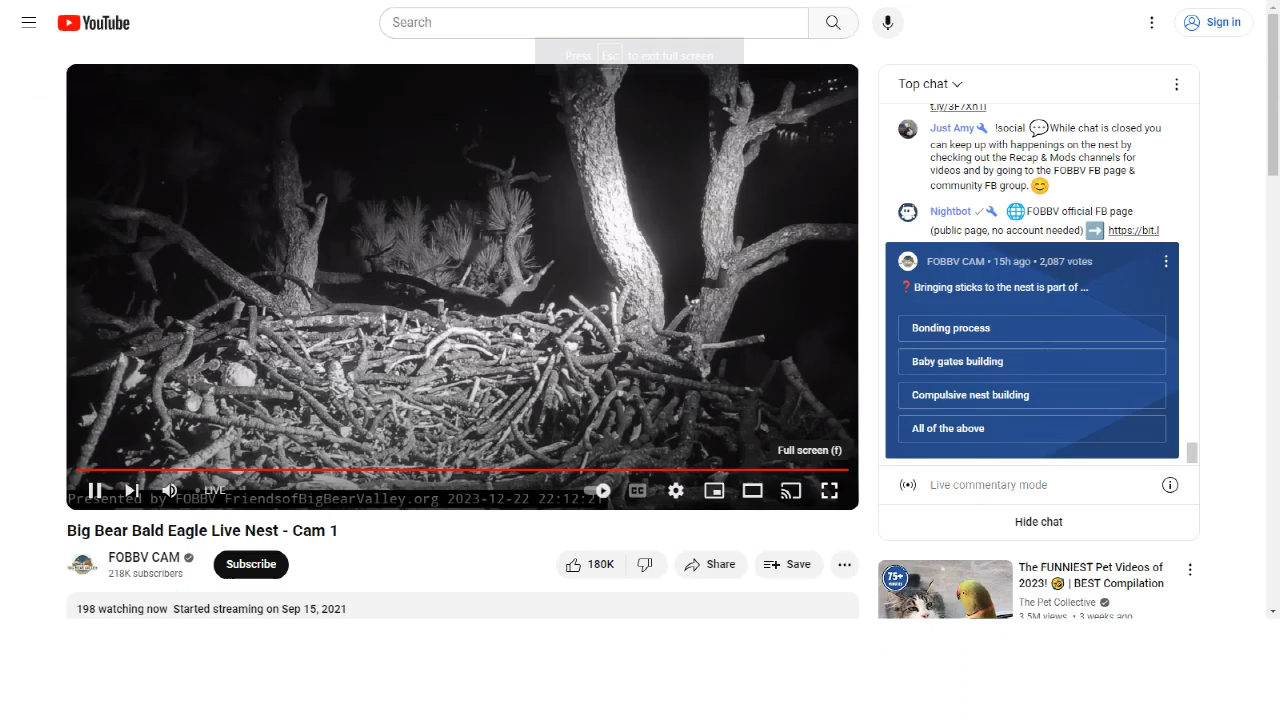 YouTube
Search
Sign in
Press Esc to exit full screen
Top chat
t.ly/3F7Xh1l
Just Amy !social 💬While chat is closed you
can keep up with happenings on the nest by
checking out the Recap & Mods channels for
videos and by going to the FOBBV FB page &
community FB group. 😊
Nightbot ✓ 🌐FOBBV official FB page
(public page, no account needed) ➡️ https://bit.l
FOBBV CAM • 15h ago • 2,087 votes
❓Bringing sticks to the nest is part of ...
Bonding process
Baby gates building
Compulsive nest building
All of the above
Full screen (f)
LIVE
CC
Presented by FOBBV FriendsofBigBearValley.org 2023-12-22 22:12:21
Live commentary mode
Hide chat
Big Bear Bald Eagle Live Nest - Cam 1
FOBBV CAM
218K subscribers
Subscribe
180K
Share
Save
198 watching now Started streaming on Sep 15, 2021
75+
The FUNNIEST Pet Videos of
2023! 🤣 | BEST Compilation
The Pet Collective
3.5M views • 3 weeks ago